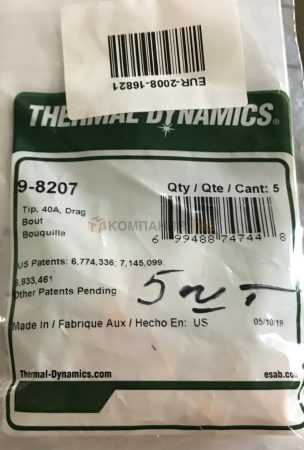 EUR-2008-16821
THERMAL DYNAMICS®
9-8207
Qty / Qte / Cant: 5
Tip, 40A, Drag
Bout
Bouquilla
КОМПАНИЯ
6 99488 74744 8
US Patents: 6,774,336; 7,145,099;
6,933,461
Other Patents Pending
5
Made In / Fabrique Aux / Hecho En: US
05/10/19
Thermal-Dynamics.com
esab.co